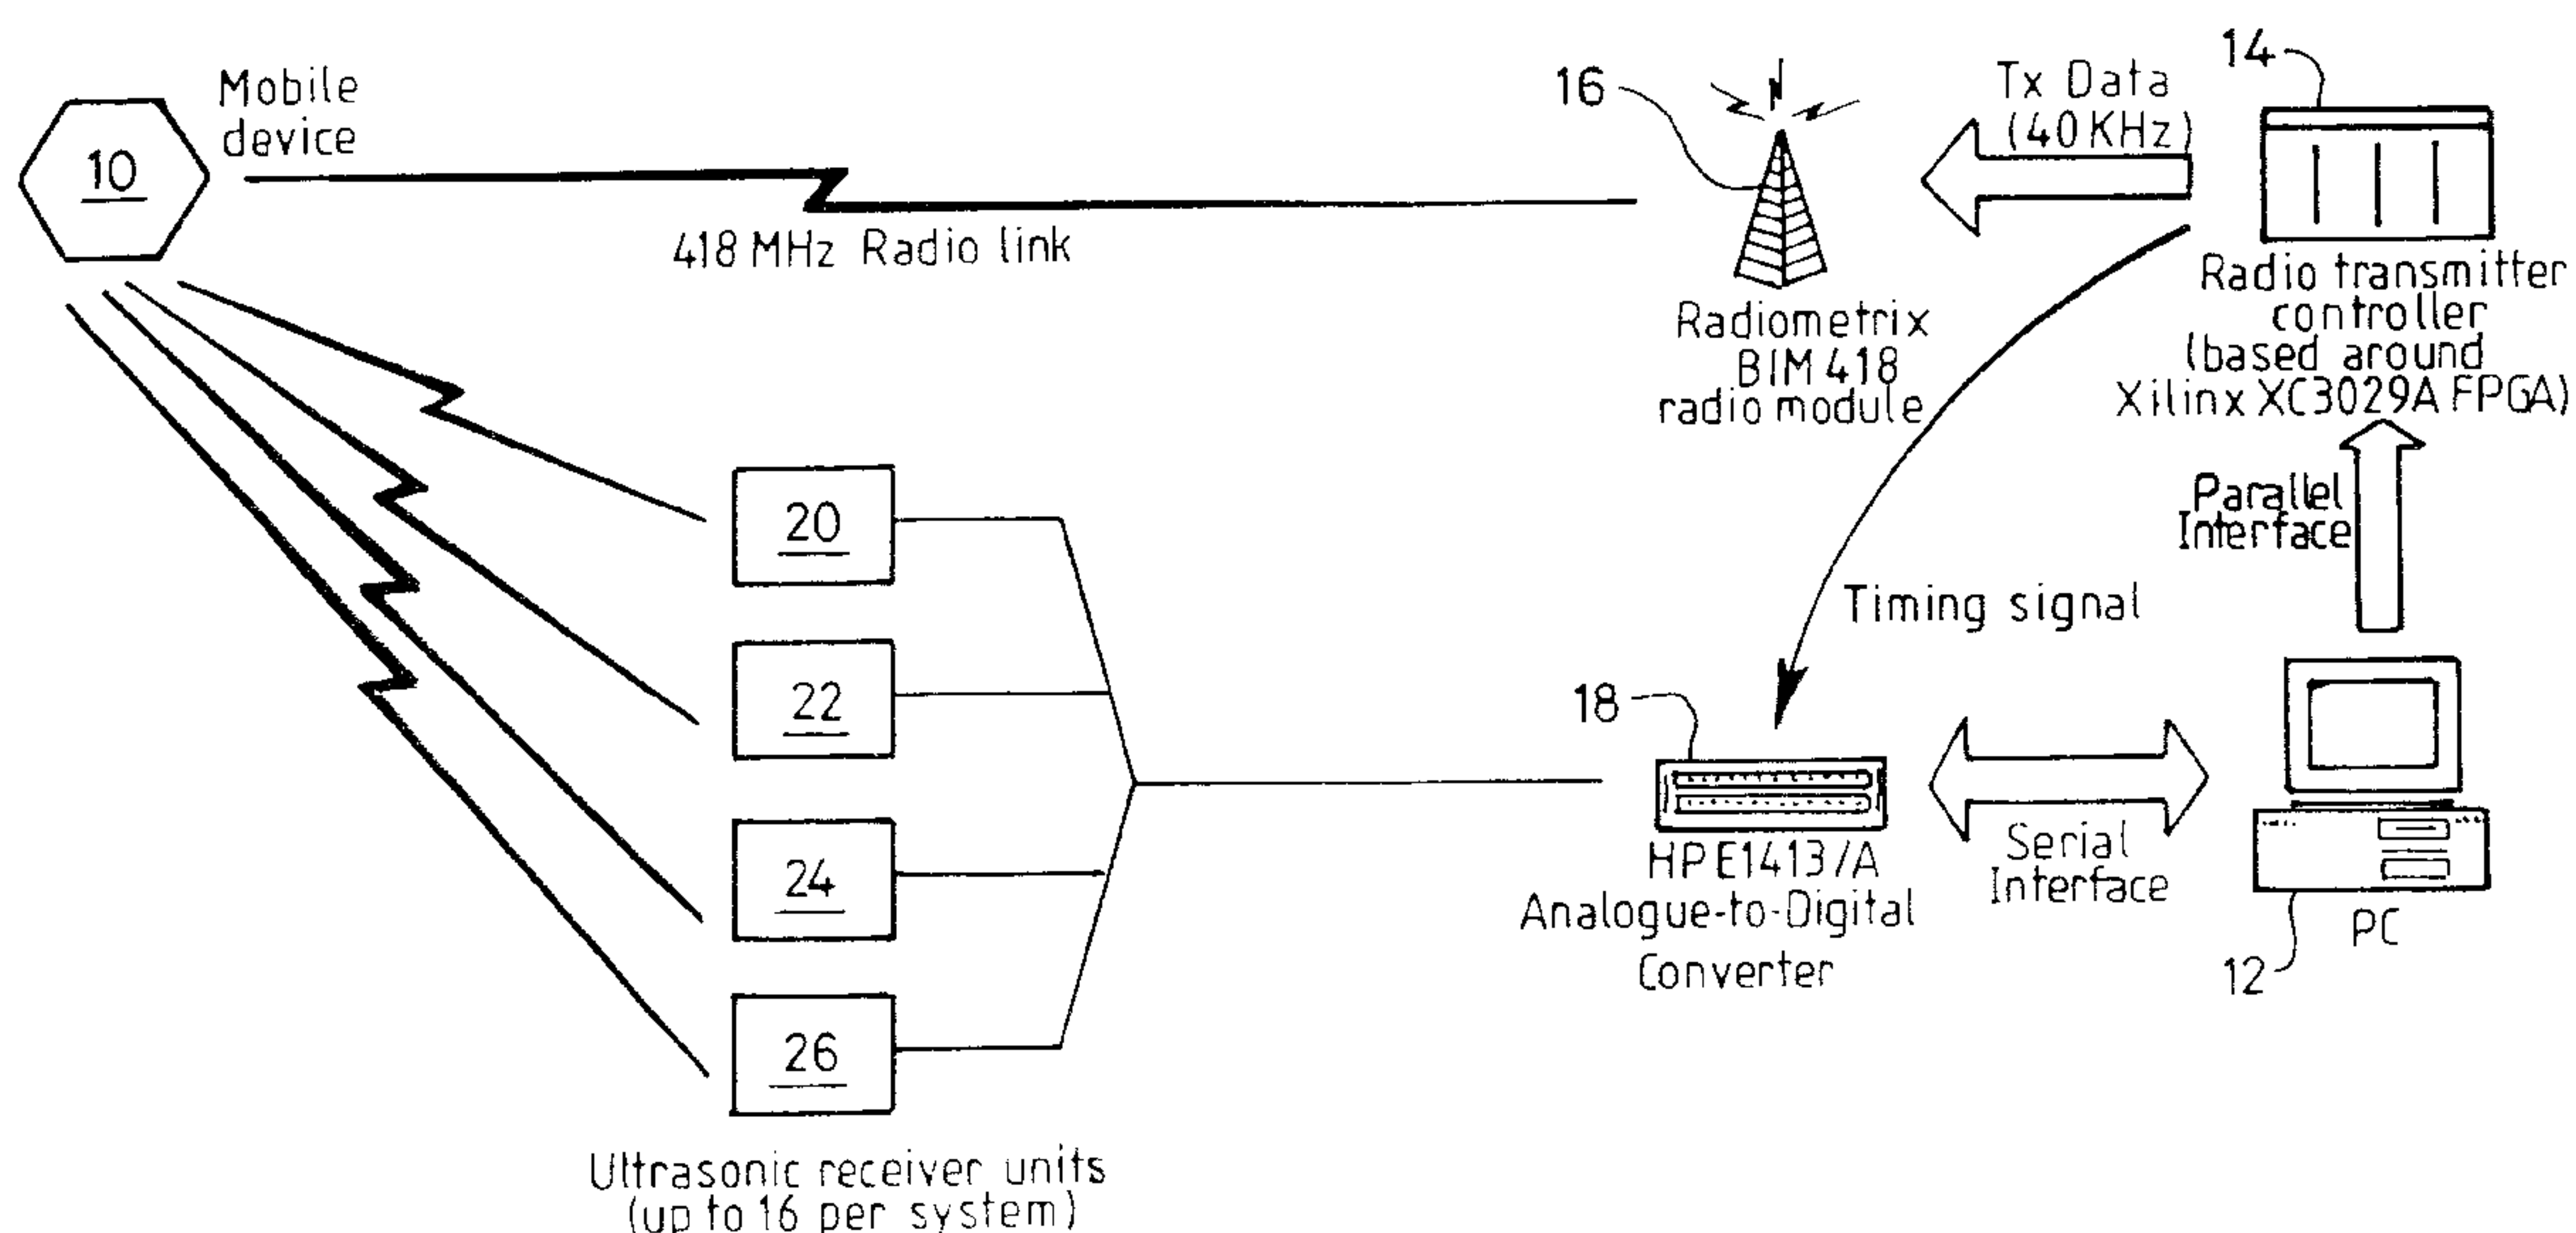 Mobile
device
10
418 MHz Radio link
16
Radiometrix
BIM 418
radio module
Tx Data
(40 KHz)
14
Radio transmitter
controller
(based around
Xilinx XC3029A FPGA)
Parallel
Interface
Timing signal
20
22
24
26
Ultrasonic receiver units
(up to 16 per system)
18
HPE1413/A
Analogue-to-Digital
Converter
Serial
Interface
12
PC